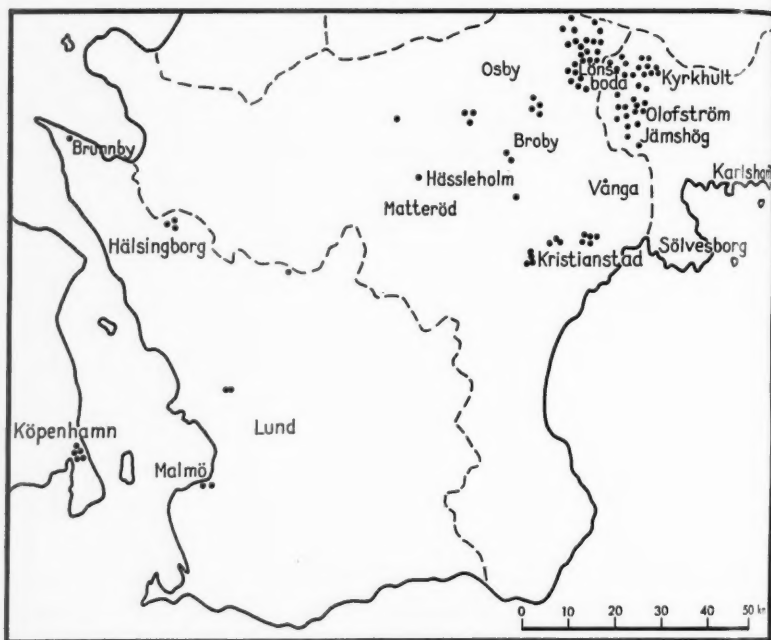 Osby
Löns
boda
Kyrkhult
Olofström
Jämshög
Brunnby
Broby
Karlsham
Hässleholm
Vånga
Matteröd
Hälsingborg
Sölvesborg
Kristianstad
Köpenhamn
Lund
Malmö
0 10 20 30 40 50 km